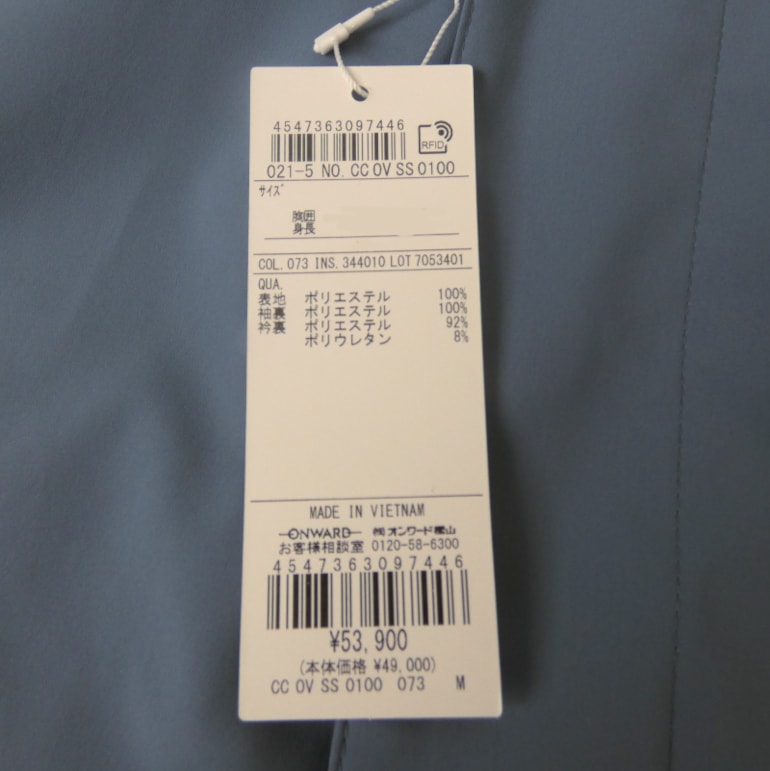 4547363097446
RFID
021-5 NO. CC OV SS 0100
サイズ
胸囲
身長
COL. 073 INS. 344010 LOT 7053401
QUA.
表地 ポリエステル 100%
袖裏 ポリエステル 100%
衿裏 ポリエステル 92%
ポリウレタン 8%
MADE IN VIETNAM
ONWARD ㈱オンワード樫山
お客様相談室 0120-58-6300
4547363097446
¥53,900
(本体価格 ¥49,000)
CC OV SS 0100 073 M